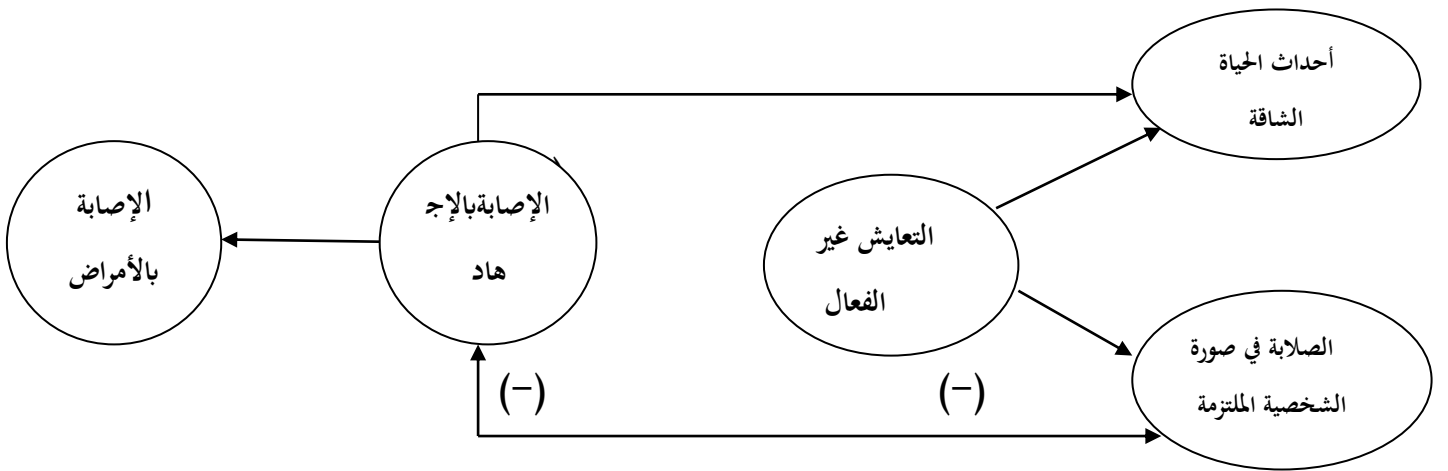 أحداث الحياة
الشاقة
الإصابة
بالأمراض
الإصابةبالإج
هاد
التعايش غير
الفعال
الصلابة في صورة
الشخصية الملتزمة
(−)
(−)